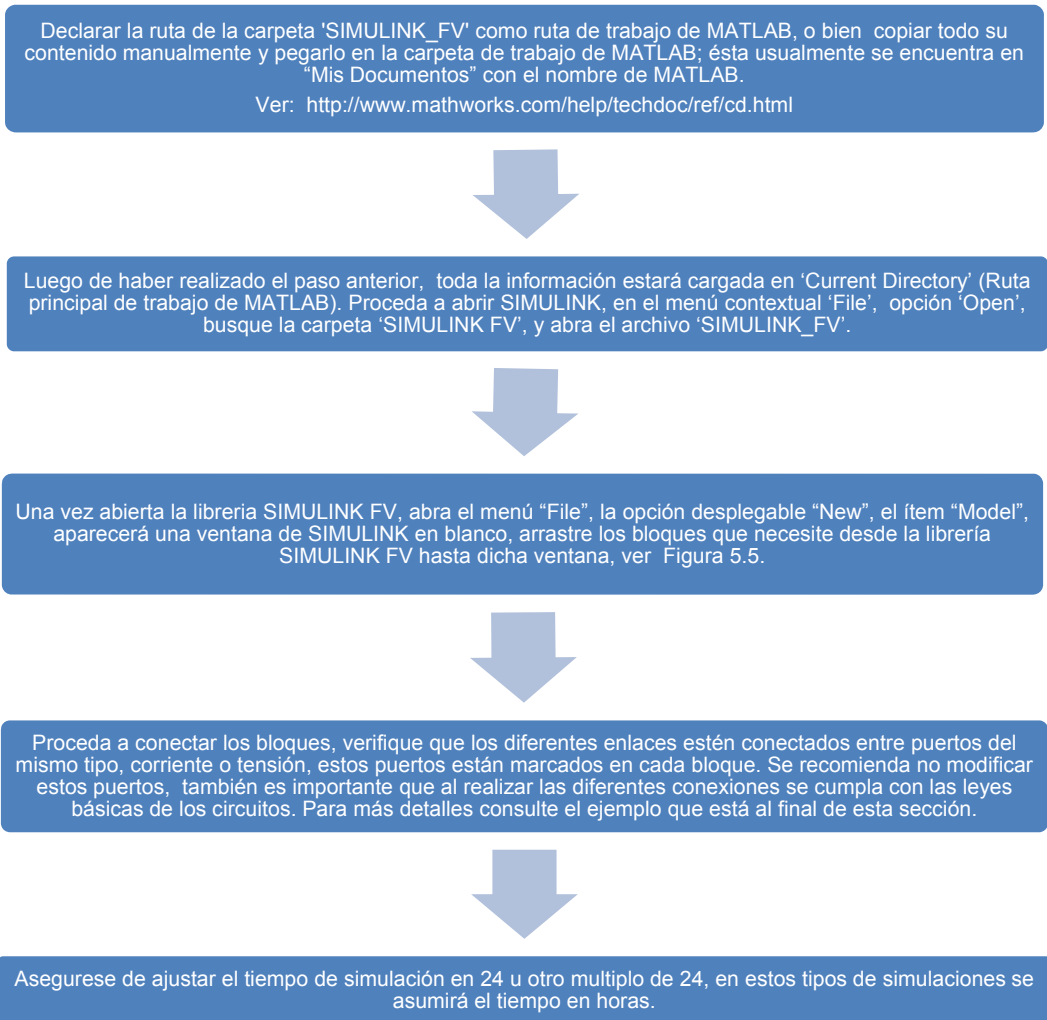 Declarar la ruta de la carpeta 'SIMULINK_FV' como ruta de trabajo de MATLAB, o bien copiar todo su
contenido manualmente y pegarlo en la carpeta de trabajo de MATLAB; ésta usualmente se encuentra en
“Mis Documentos” con el nombre de MATLAB.
Ver: http://www.mathworks.com/help/techdoc/ref/cd.html
Luego de haber realizado el paso anterior, toda la información estará cargada en ‘Current Directory’ (Ruta
principal de trabajo de MATLAB). Proceda a abrir SIMULINK, en el menú contextual ‘File’, opción ‘Open’,
busque la carpeta ‘SIMULINK FV’, y abra el archivo ‘SIMULINK_FV’.
Una vez abierta la libreria SIMULINK FV, abra el menú “File”, la opción desplegable “New”, el ítem “Model”,
aparecerá una ventana de SIMULINK en blanco, arrastre los bloques que necesite desde la librería
SIMULINK FV hasta dicha ventana, ver Figura 5.5.
Proceda a conectar los bloques, verifique que los diferentes enlaces estén conectados entre puertos del
mismo tipo, corriente o tensión, estos puertos están marcados en cada bloque. Se recomienda no modificar
estos puertos, también es importante que al realizar las diferentes conexiones se cumpla con las leyes
básicas de los circuitos. Para más detalles consulte el ejemplo que está al final de esta sección.
Asegurese de ajustar el tiempo de simulación en 24 u otro multiplo de 24, en estos tipos de simulaciones se
asumirá el tiempo en horas.